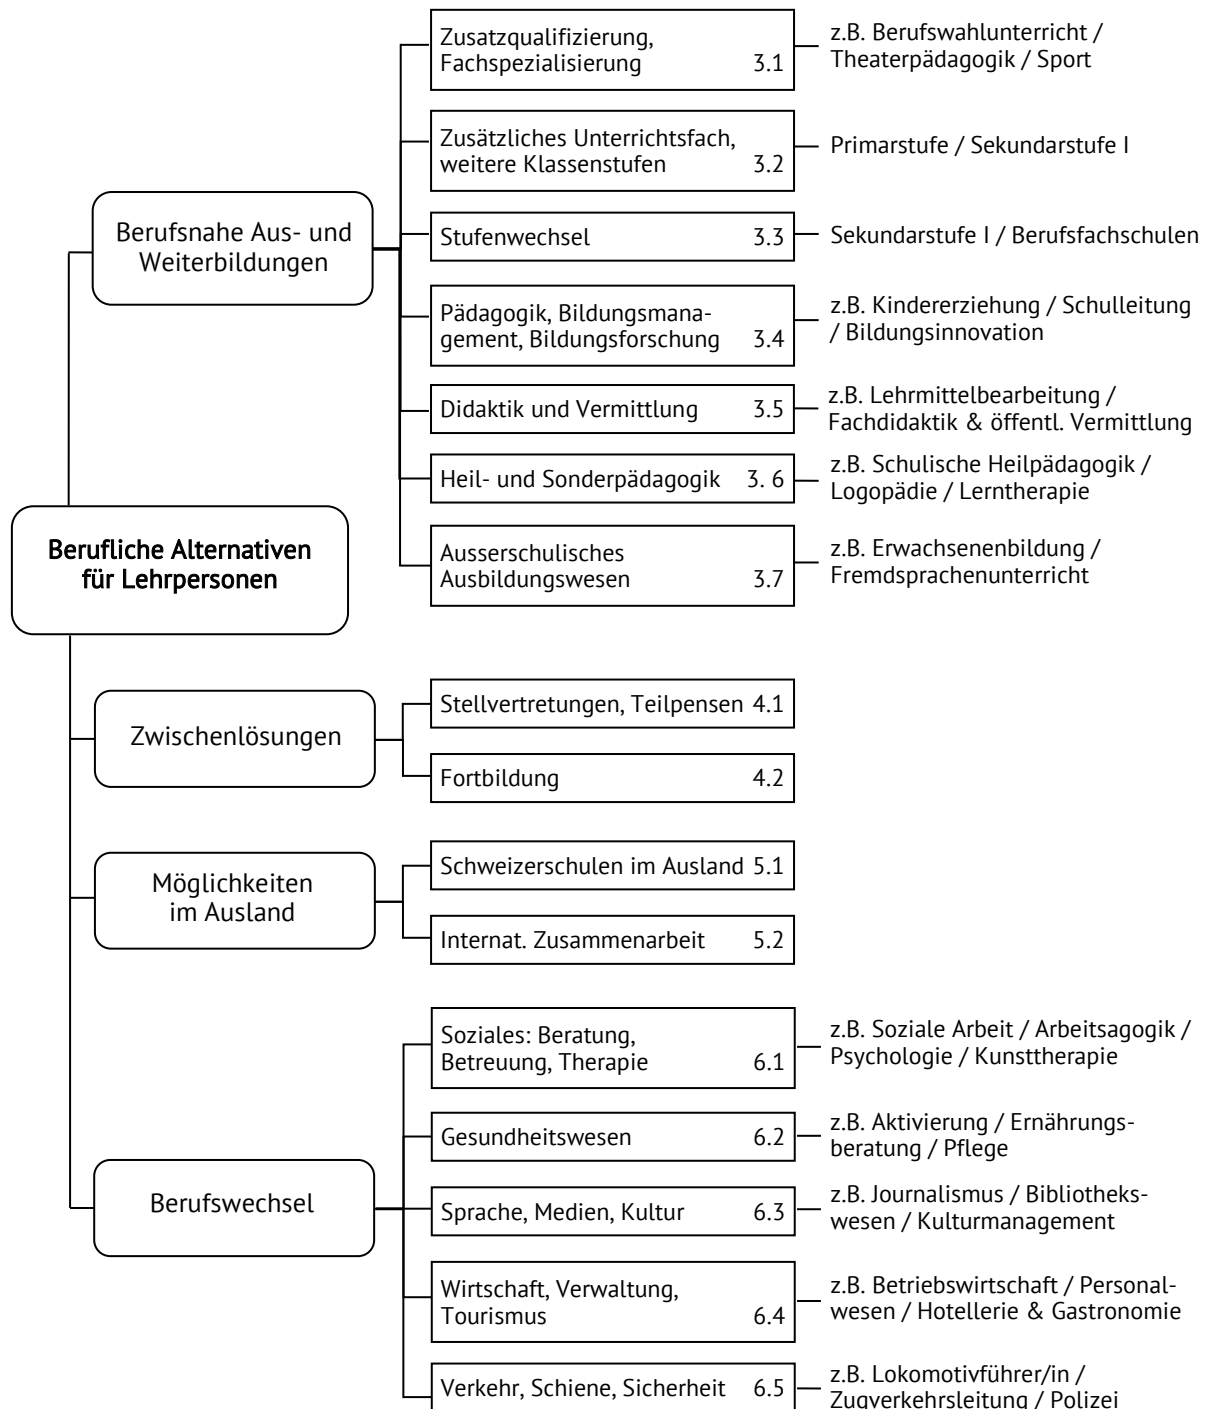 Zusatzqualifizierung,
Fachspezialisierung 3.1
z.B. Berufswahlunterricht /
Theaterpädagogik / Sport
Zusätzliches Unterrichtsfach,
weitere Klassenstufen 3.2
Primarstufe / Sekundarstufe I
Berufsnahe Aus- und
Weiterbildungen
Stufenwechsel 3.3
Sekundarstufe I / Berufsfachschulen
Pädagogik, Bildungsmana-
gement, Bildungsforschung 3.4
z.B. Kindererziehung / Schulleitung
/ Bildungsinnovation
Didaktik und Vermittlung 3.5
z.B. Lehrmittelbearbeitung /
Fachdidaktik & öffentl. Vermittlung
Heil- und Sonderpädagogik 3. 6
z.B. Schulische Heilpädagogik /
Logopädie / Lerntherapie
Berufliche Alternativen
für Lehrpersonen
Ausserschulisches
Ausbildungswesen 3.7
z.B. Erwachsenenbildung /
Fremdsprachenunterricht
Zwischenlösungen
Stellvertretungen, Teilpensen 4.1
Fortbildung 4.2
Möglichkeiten
im Ausland
Schweizerschulen im Ausland 5.1
Internat. Zusammenarbeit 5.2
Soziales: Beratung,
Betreuung, Therapie 6.1
z.B. Soziale Arbeit / Arbeitsagogik /
Psychologie / Kunsttherapie
Gesundheitswesen 6.2
z.B. Aktivierung / Ernährungs-
beratung / Pflege
Berufswechsel
Sprache, Medien, Kultur 6.3
z.B. Journalismus / Bibliotheks-
wesen / Kulturmanagement
Wirtschaft, Verwaltung,
Tourismus 6.4
z.B. Betriebswirtschaft / Personal-
wesen / Hotellerie & Gastronomie
Verkehr, Schiene, Sicherheit 6.5
z.B. Lokomotivführer/in /
Zugverkehrsleitung / Polizei